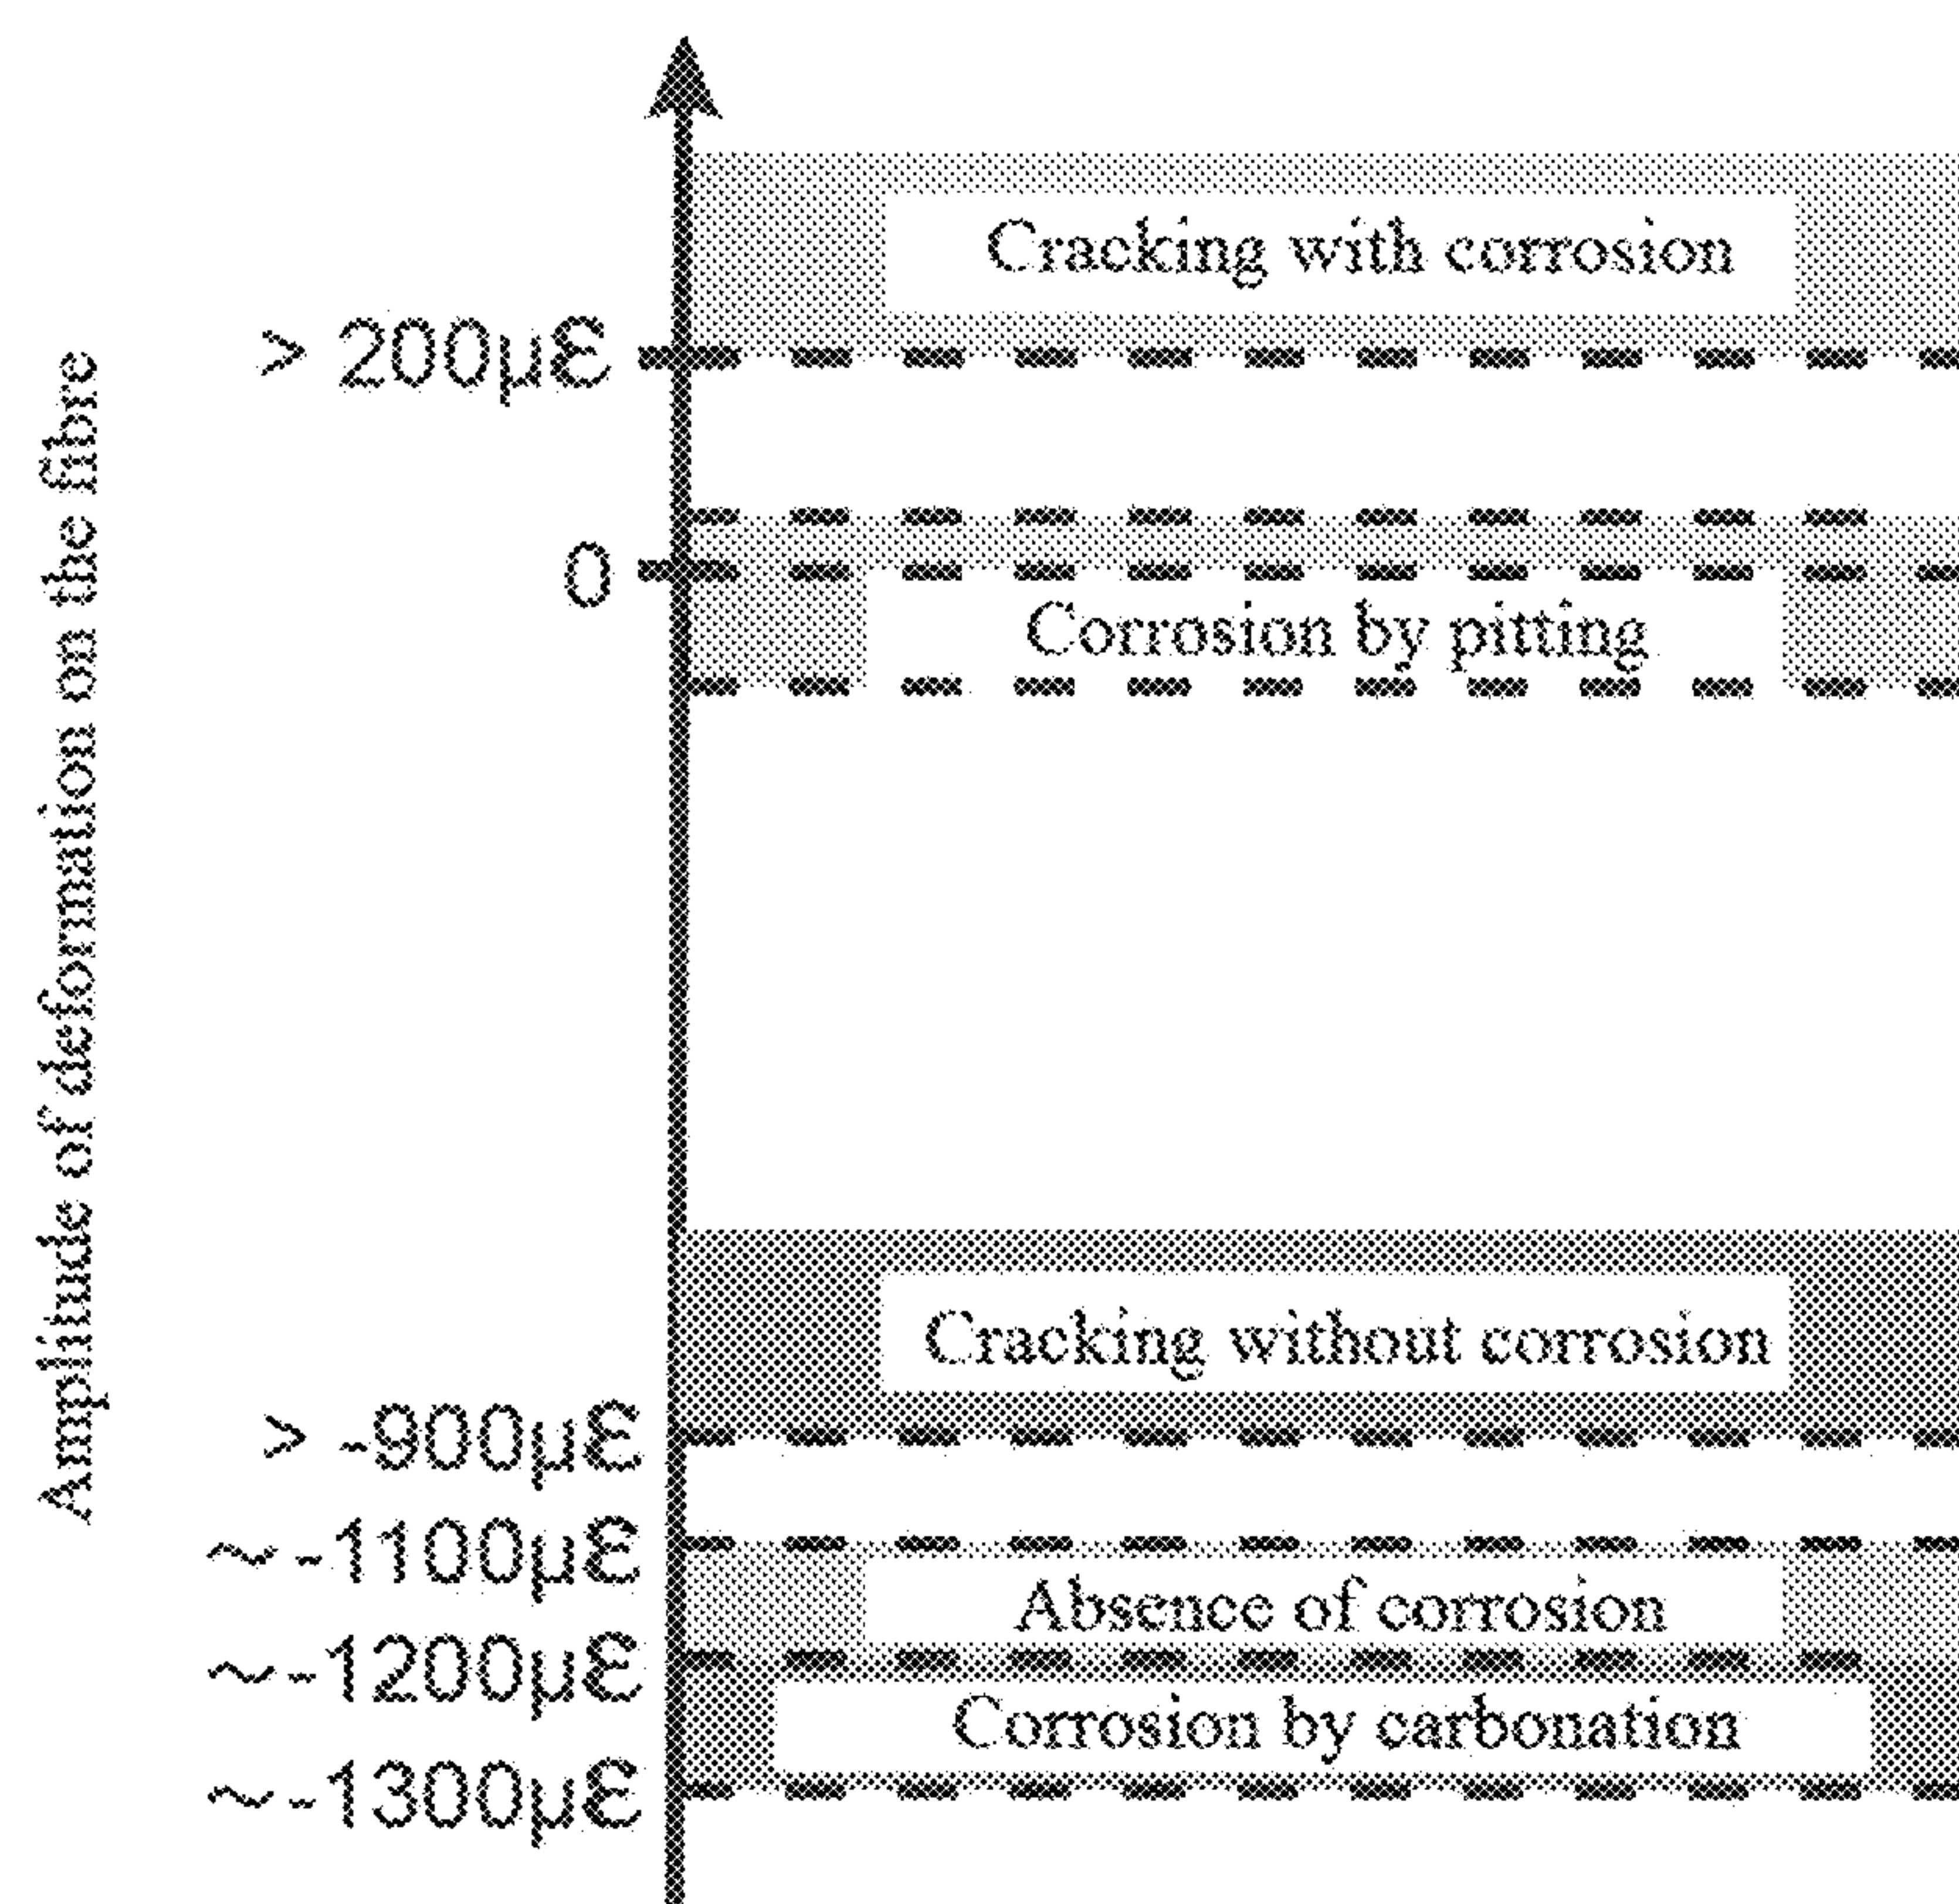 Amplitude of deformation on the fibre
Cracking with corrosion
> 200µε
0
Corrosion by pitting
Cracking without corrosion
> -900µε
~ -1100µε
Absence of corrosion
~ -1200µε
Corrosion by carbonation
~ -1300µε